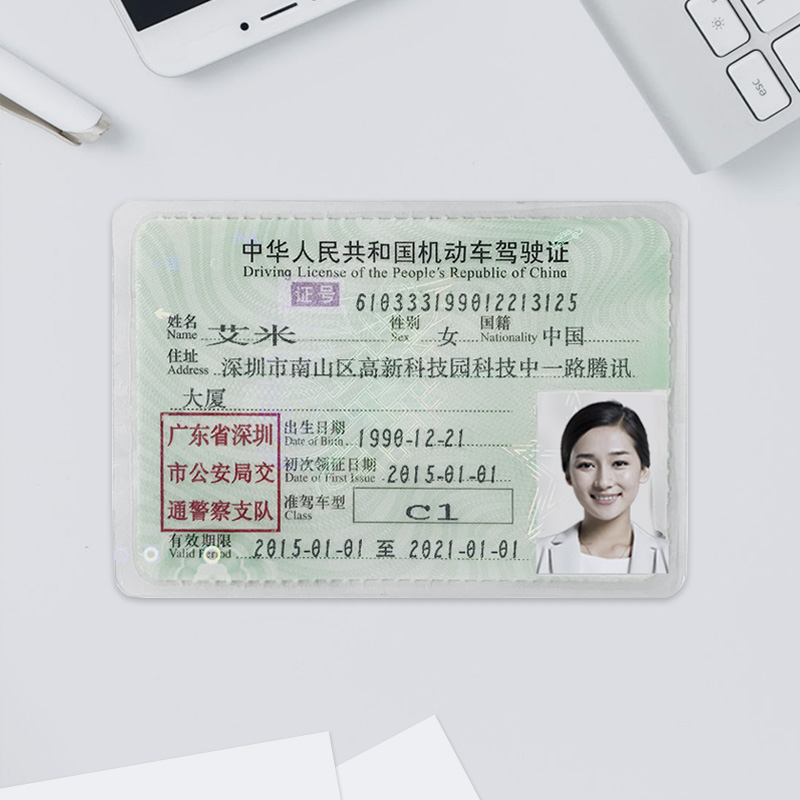 esc
中华人民共和国机动车驾驶证
Driving License of the People's Republic of China
证号 610333199012213125
姓名 Name 艾米 性别 Sex 女 国籍 Nationality 中国
住址 Address 深圳市南山区高新科技园科技中一路腾讯
大厦
广东省深圳
市公安局交
通警察支队
出生日期 Date of Birth 1990-12-21
初次领证日期 Date of First Issue 2015-01-01
准驾车型 Class C1
有效期限 Valid Period 2015-01-01 至 2021-01-01